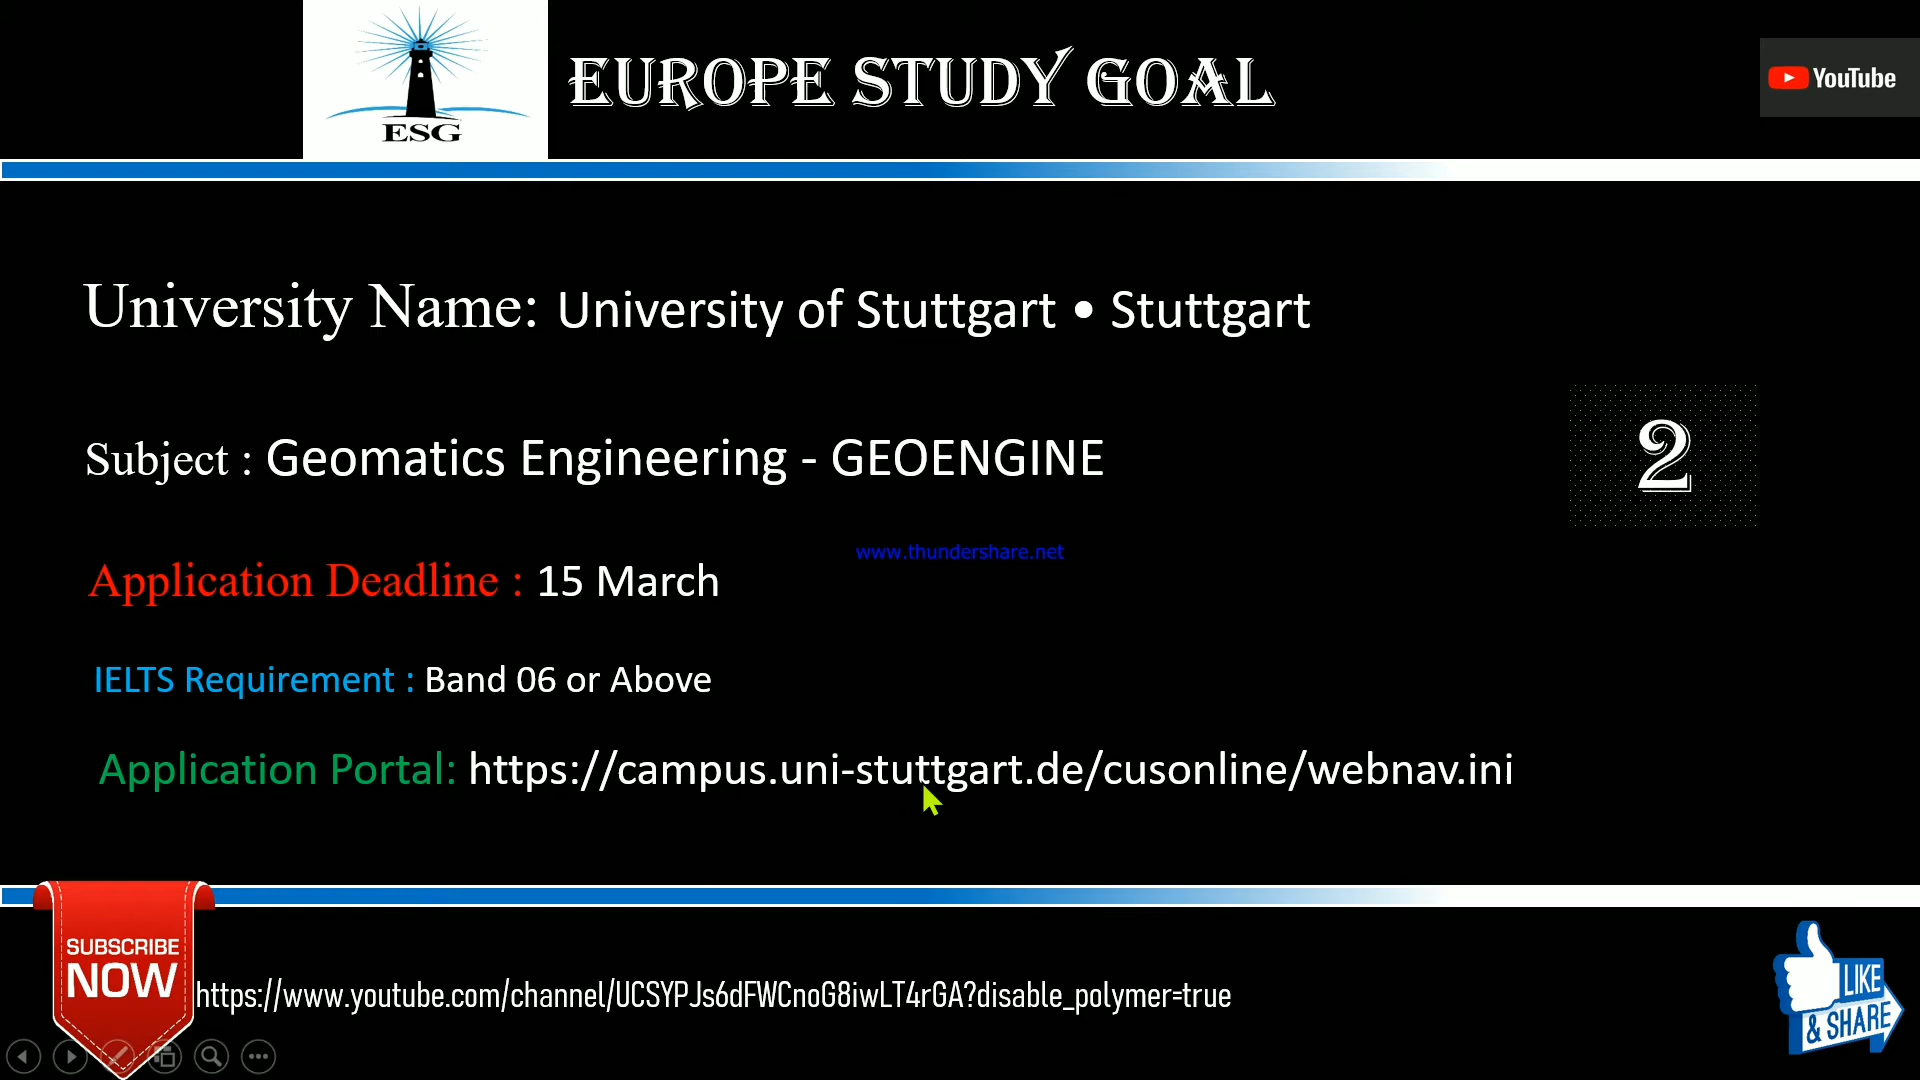 ESG
EUROPE STUDY GOAL
YouTube
University Name: University of Stuttgart • Stuttgart
Subject : Geomatics Engineering - GEOENGINE
2
www.thundershare.net
Application Deadline : 15 March
IELTS Requirement : Band 06 or Above
Application Portal: https://campus.uni-stuttgart.de/cusonline/webnav.ini
SUBSCRIBE
NOW
https://www.youtube.com/channel/UCSYPJs6dFWCnoG8iwLT4rGA?disable_polymer=true
LIKE
& SHARE